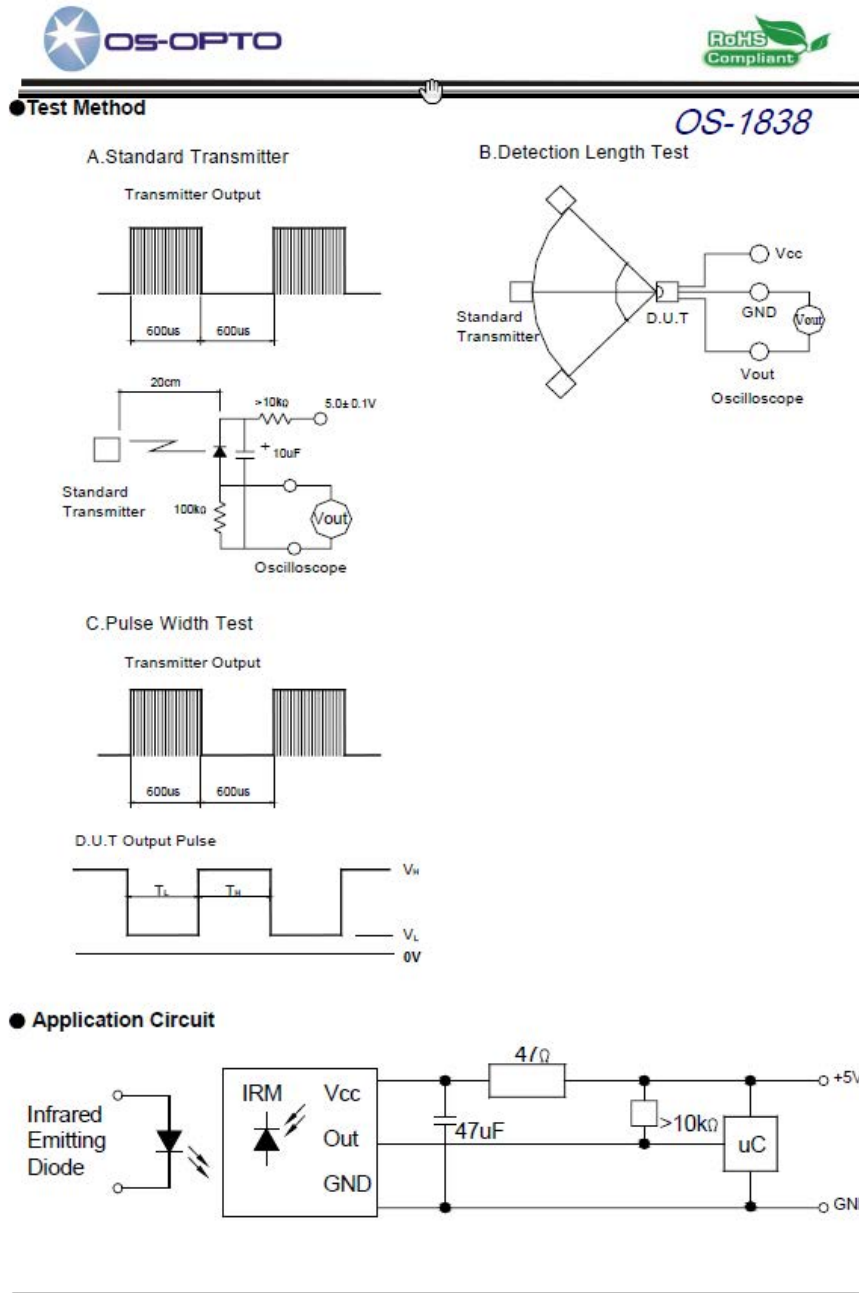 OS-OPTO
RoHS
Compliant
●Test Method
OS-1838
A.Standard Transmitter
Transmitter Output
600us 600us
20cm
>10kΩ
5.0±0.1V
+
10uF
Standard
Transmitter
100kΩ
Vout
Oscilloscope
B.Detection Length Test
Vcc
Standard
Transmitter
D.U.T
GND
Vout
Vout
Oscilloscope
C.Pulse Width Test
Transmitter Output
600us 600us
D.U.T Output Pulse
TL TH
VH
VL
0V
● Application Circuit
47Ω
Infrared
Emitting
Diode
IRM
Vcc
Out
GND
47uF
>10kΩ
uC
+5V